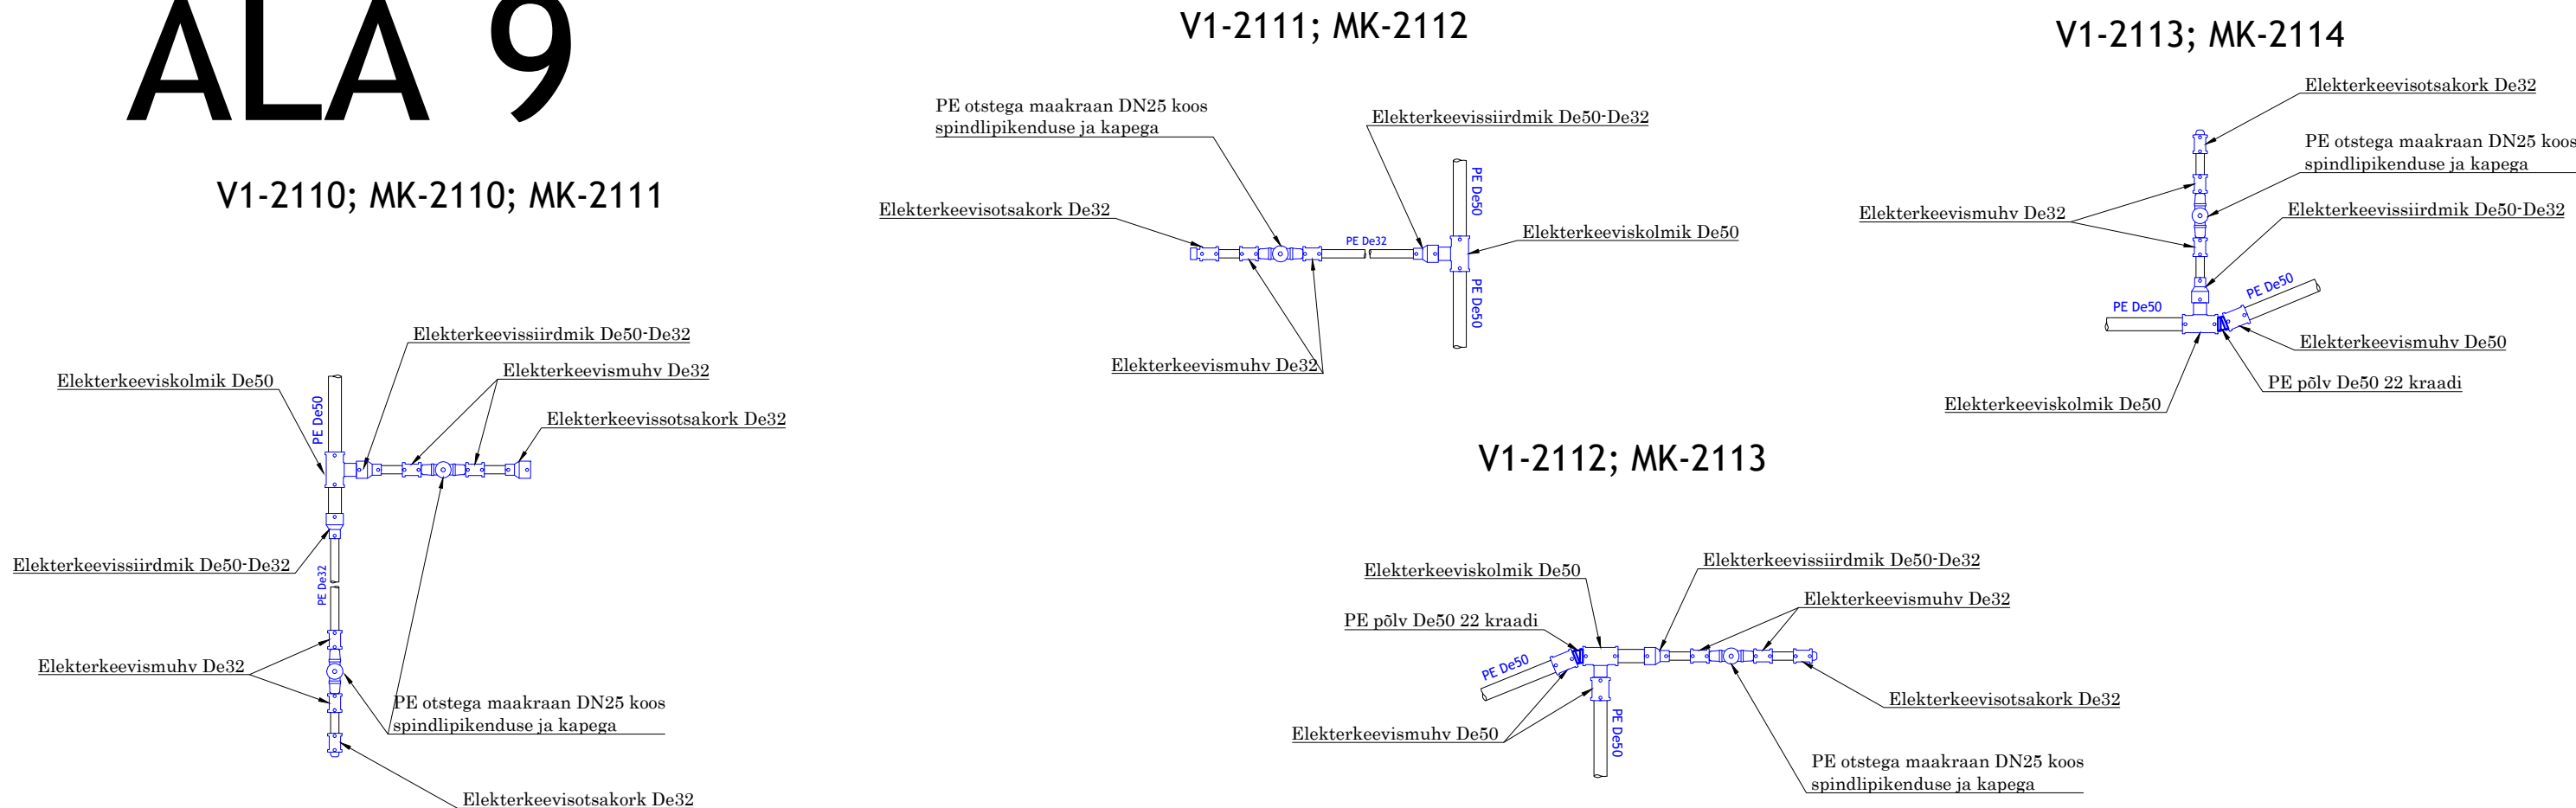 ALA 9
V1-2110; MK-2110; MK-2111
Elekterkeevissiirdmik De50-De32
Elekterkeevismuhv De32
Elekterkeeviskolmik De50
Elekterkeevissotsakork De32
PE De50
Elekterkeevissiirdmik De50-De32
PE De32
Elekterkeevismuhv De32
PE otstega maakraan DN25 koos
spindlipikenduse ja kapega
Elekterkeevisotsakork De32
V1-2111; MK-2112
PE otstega maakraan DN25 koos
spindlipikenduse ja kapega
Elekterkeevissiirdmik De50-De32
Elekterkeevisotsakork De32
PE De50
PE De32
Elekterkeeviskolmik De50
PE De50
Elekterkeevismuhv De32
V1-2113; MK-2114
Elekterkeevisotsakork De32
PE otstega maakraan DN25 koos
spindlipikenduse ja kapega
Elekterkeevismuhv De32
Elekterkeevissiirdmik De50-De32
PE De50
PE De50
Elekterkeevismuhv De50
PE põlv De50 22 kraadi
Elekterkeeviskolmik De50
V1-2112; MK-2113
Elekterkeevissiirdmik De50-De32
Elekterkeeviskolmik De50
Elekterkeevismuhv De32
PE põlv De50 22 kraadi
PE De50
Elekterkeevisotsakork De32
Elekterkeevismuhv De50
PE De50
PE otstega maakraan DN25 koos
spindlipikenduse ja kapega